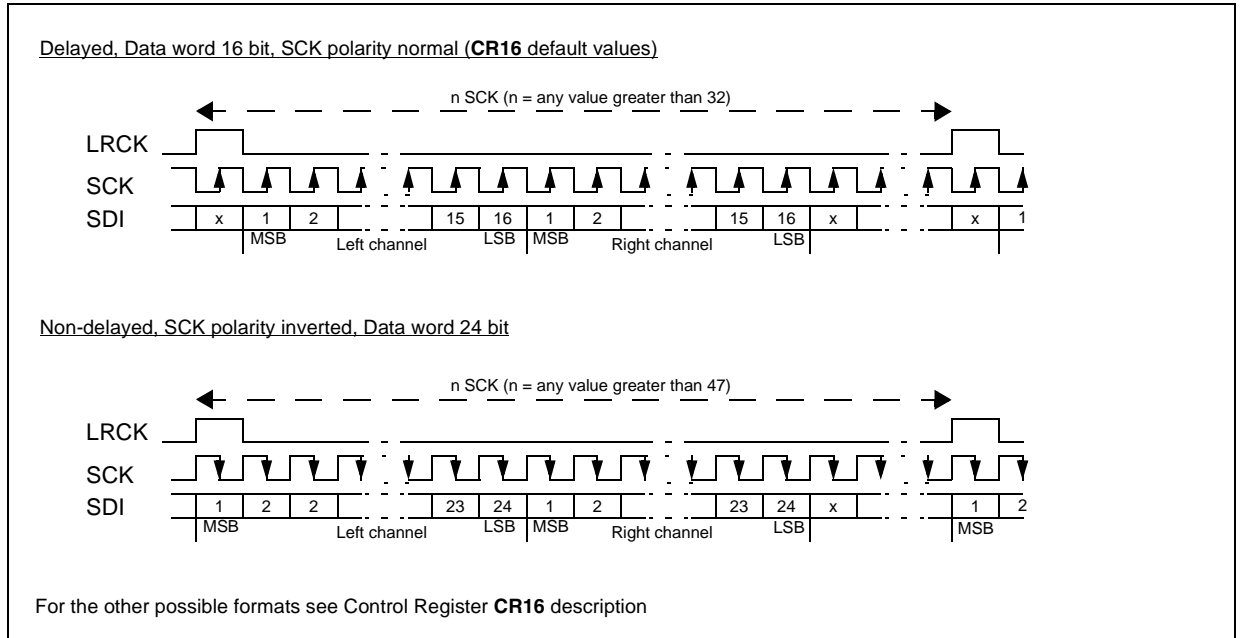 Delayed, Data word 16 bit, SCK polarity normal (CR16 default values)
n SCK (n = any value greater than 32)
LRCK
SCK
SDI x 1 2 15 16 1 2 15 16 x x 1
MSB Left channel LSB MSB Right channel LSB
Non-delayed, SCK polarity inverted, Data word 24 bit
n SCK (n = any value greater than 47)
LRCK
SCK
SDI 1 2 2 23 24 1 2 23 24 x 1 2
MSB Left channel LSB MSB Right channel LSB MSB
For the other possible formats see Control Register CR16 description